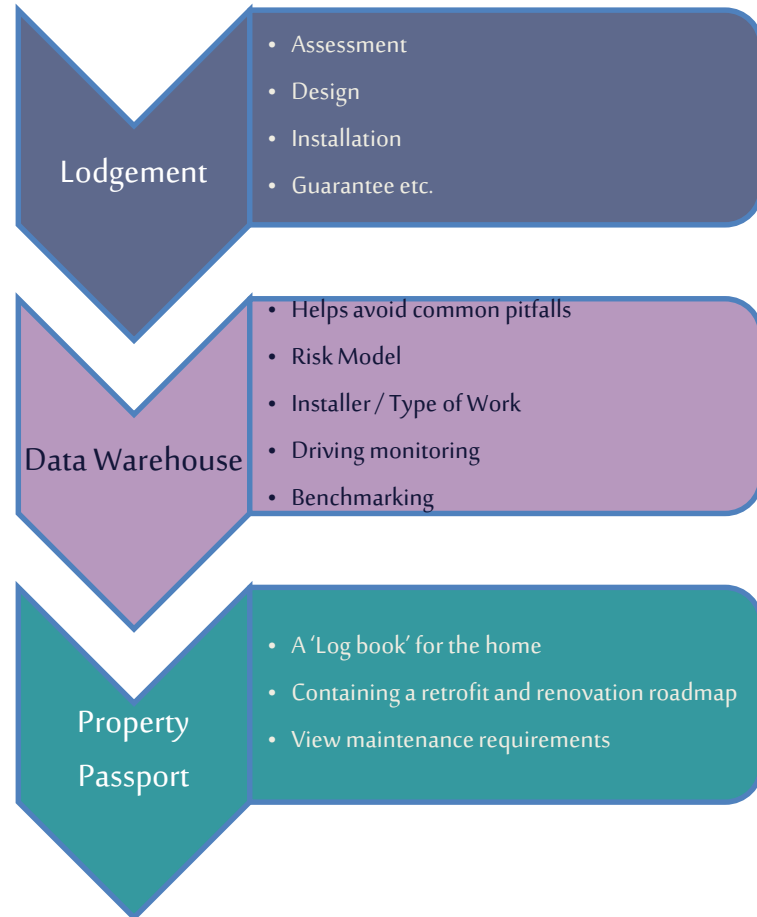 Lodgement
• Assessment
• Design
• Installation
• Guarantee etc.
Data Warehouse
• Helps avoid common pitfalls
• Risk Model
• Installer / Type of Work
• Driving monitoring
• Benchmarking
Property
Passport
• A ‘Log book’ for the home
• Containing a retrofit and renovation roadmap
• View maintenance requirements